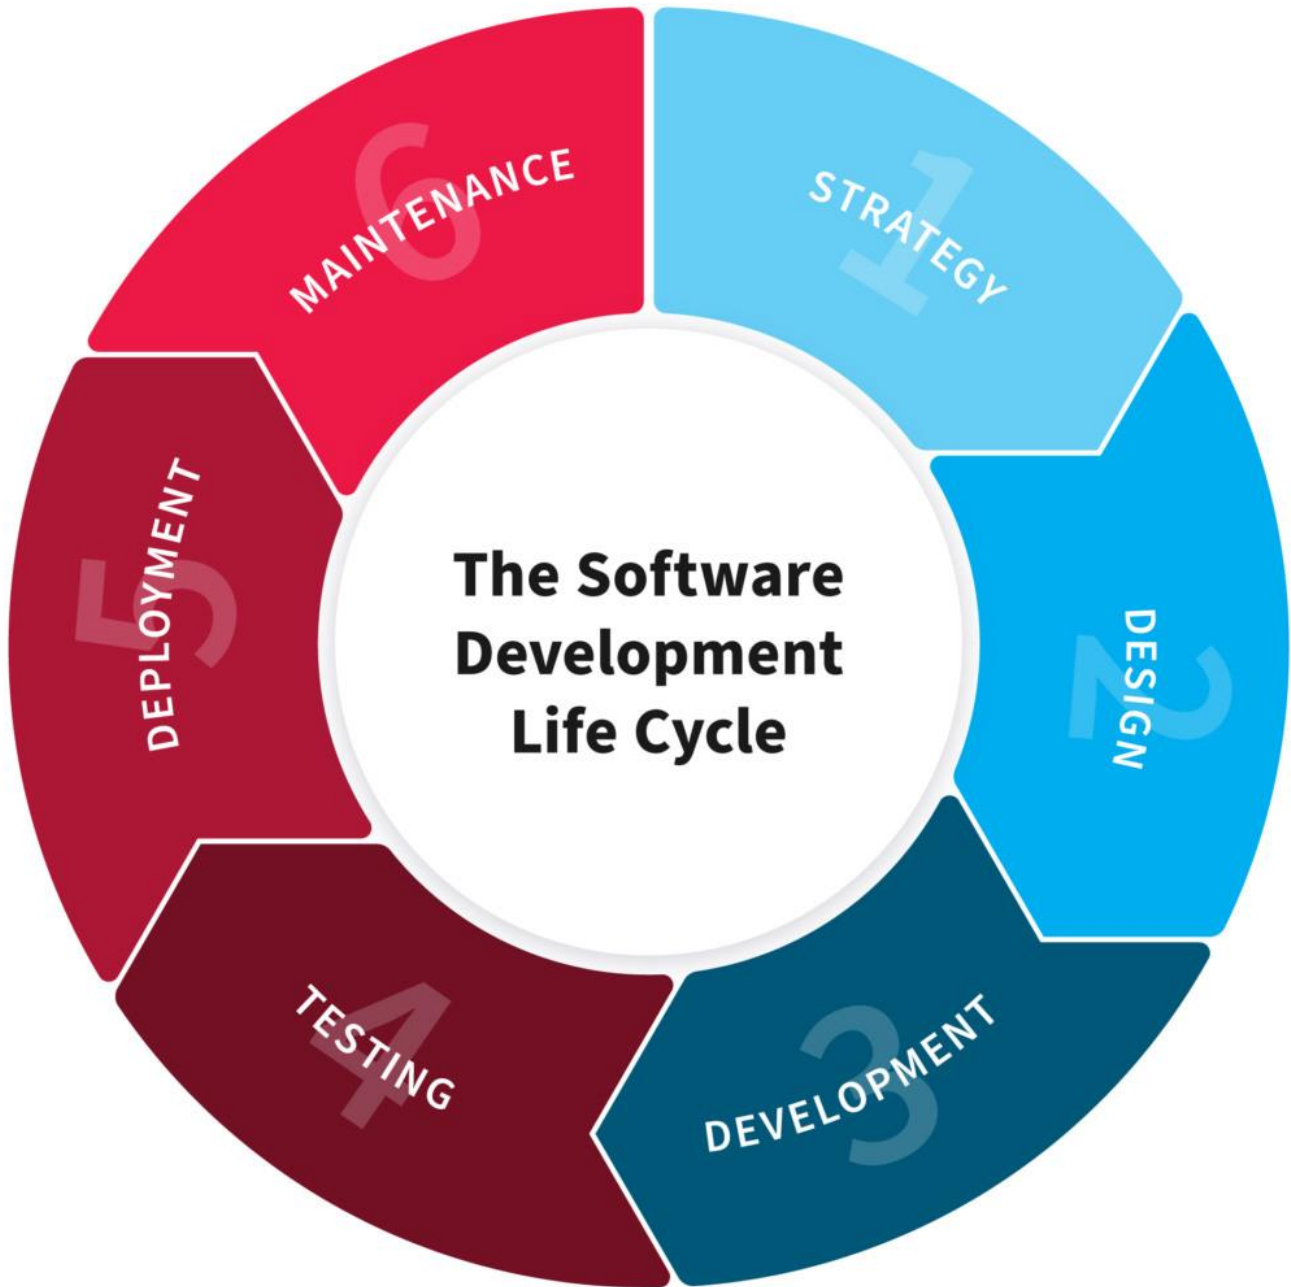 The Software
Development
Life Cycle
1
STRATEGY
2
DESIGN
3
DEVELOPMENT
4
TESTING
5
DEPLOYMENT
6
MAINTENANCE